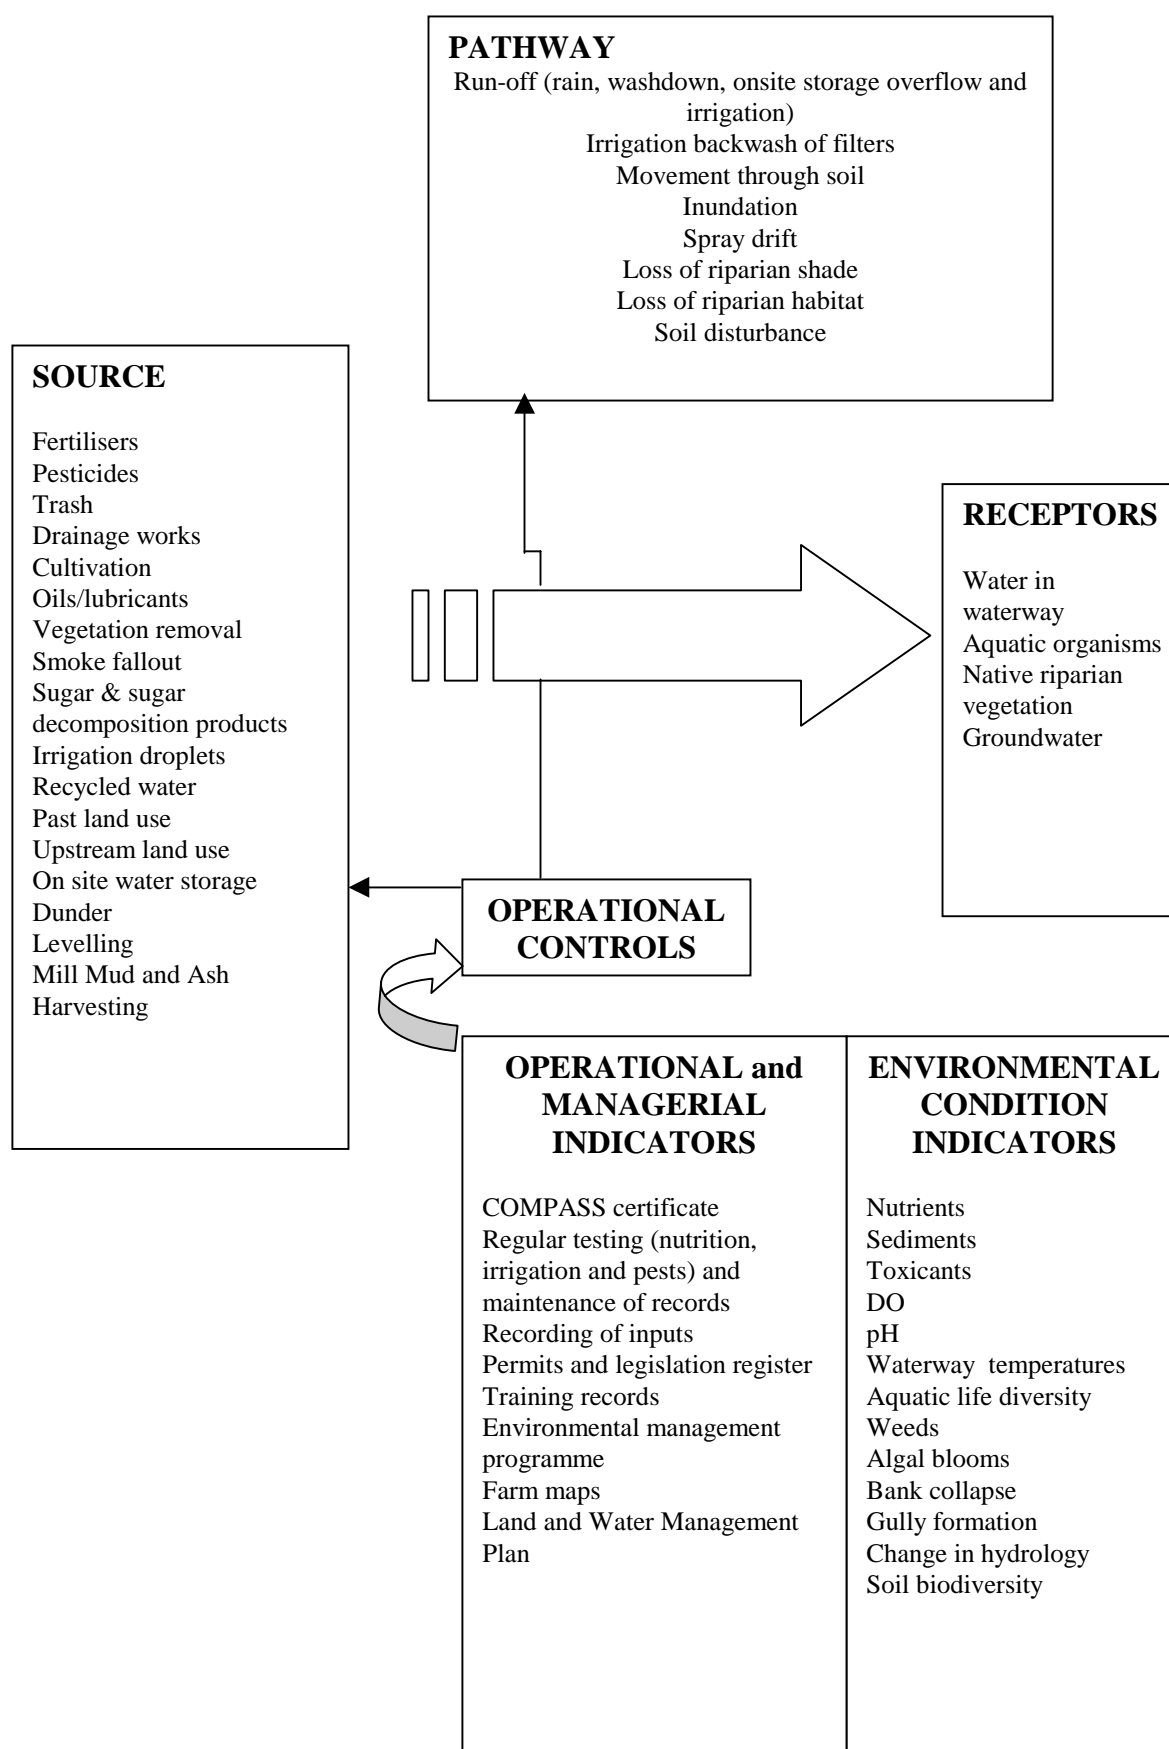 PATHWAY
Run-off (rain, washdown, onsite storage overflow and
irrigation)
Irrigation backwash of filters
Movement through soil
Inundation
Spray drift
Loss of riparian shade
Loss of riparian habitat
Soil disturbance
SOURCE
Fertilisers
Pesticides
Trash
Drainage works
Cultivation
Oils/lubricants
Vegetation removal
Smoke fallout
Sugar & sugar
decomposition products
Irrigation droplets
Recycled water
Past land use
Upstream land use
On site water storage
Dunder
Levelling
Mill Mud and Ash
Harvesting
RECEPTORS
Water in
waterway
Aquatic organisms
Native riparian
vegetation
Groundwater
OPERATIONAL
CONTROLS
OPERATIONAL and
MANAGERIAL
INDICATORS
COMPASS certificate
Regular testing (nutrition,
irrigation and pests) and
maintenance of records
Recording of inputs
Permits and legislation register
Training records
Environmental management
programme
Farm maps
Land and Water Management
Plan
ENVIRONMENTAL
CONDITION
INDICATORS
Nutrients
Sediments
Toxicants
DO
pH
Waterway  temperatures
Aquatic life diversity
Weeds
Algal blooms
Bank collapse
Gully formation
Change in hydrology
Soil biodiversity